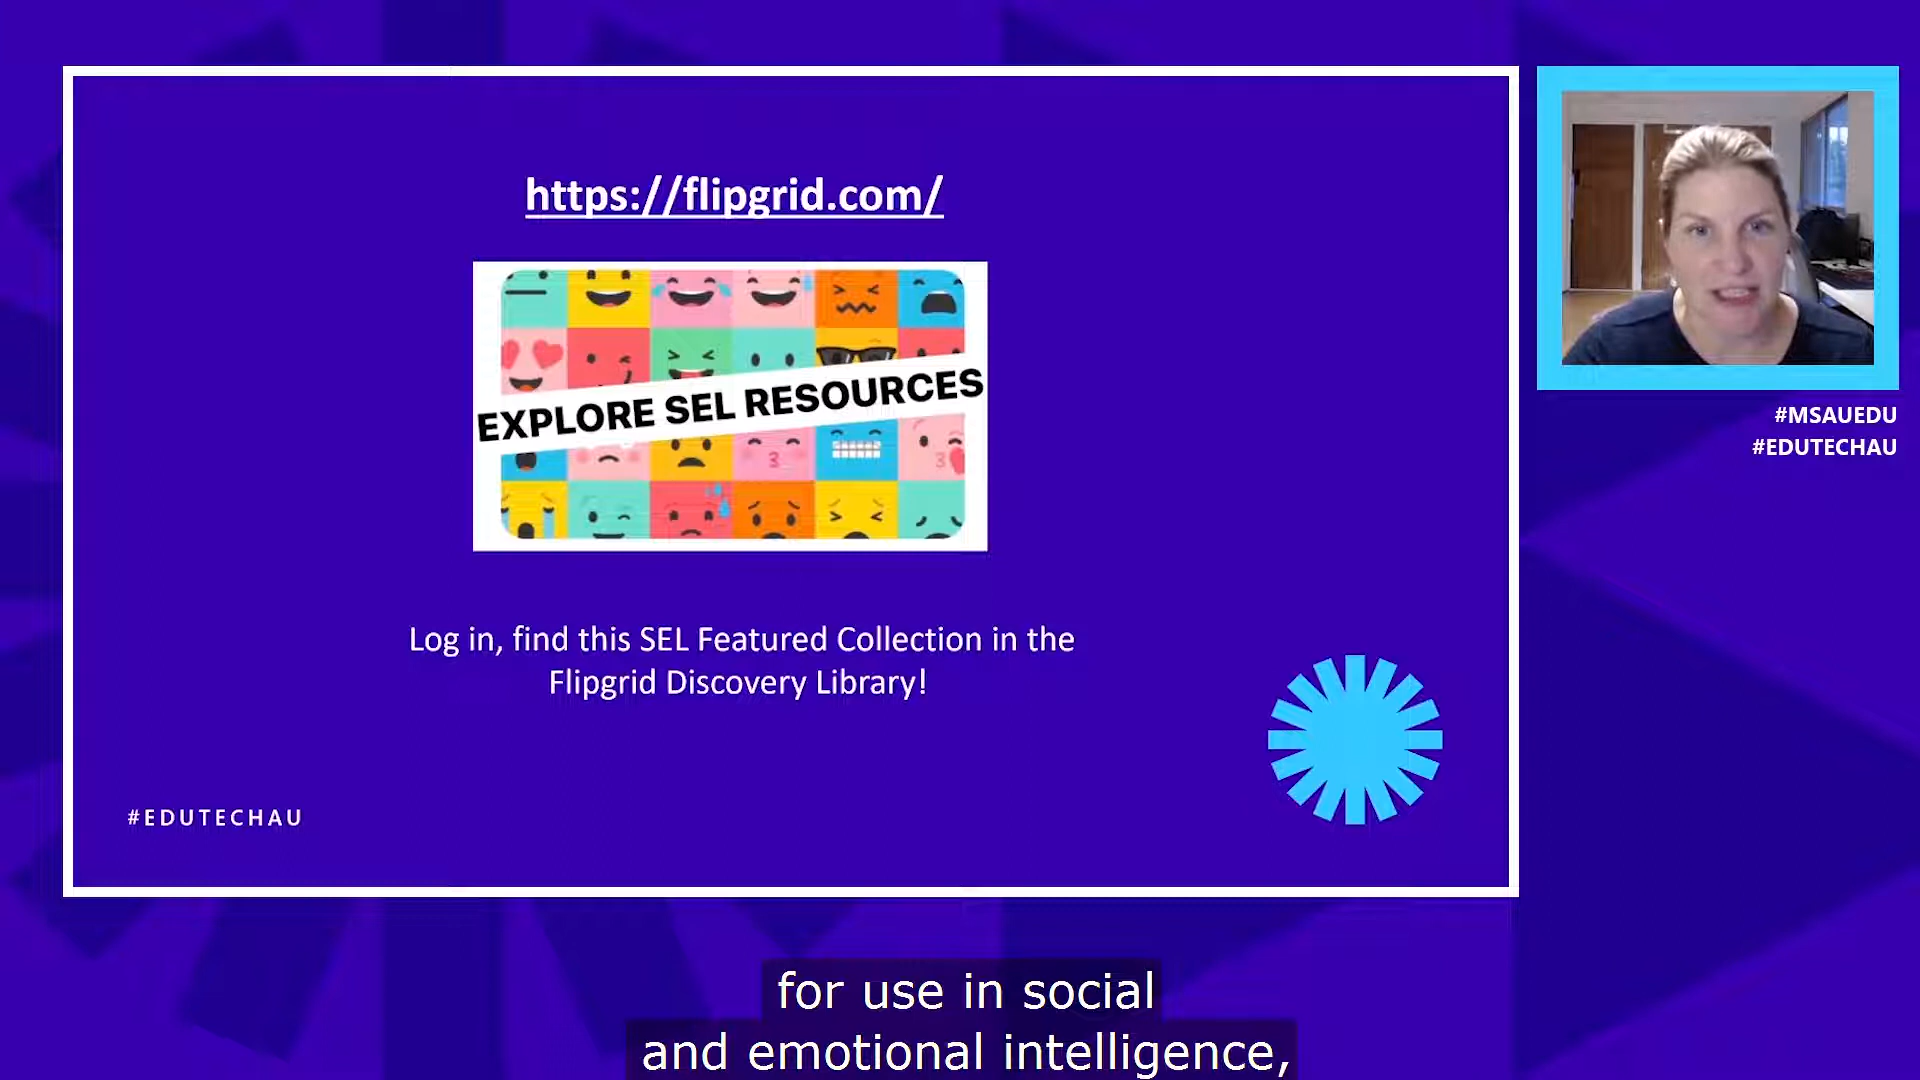 https://flipgrid.com/
EXPLORE SEL RESOURCES
Log in, find this SEL Featured Collection in the
Flipgrid Discovery Library!
#EDUTECHAU
#MSAUEDU
#EDUTECHAU
for use in social
and emotional intelligence,